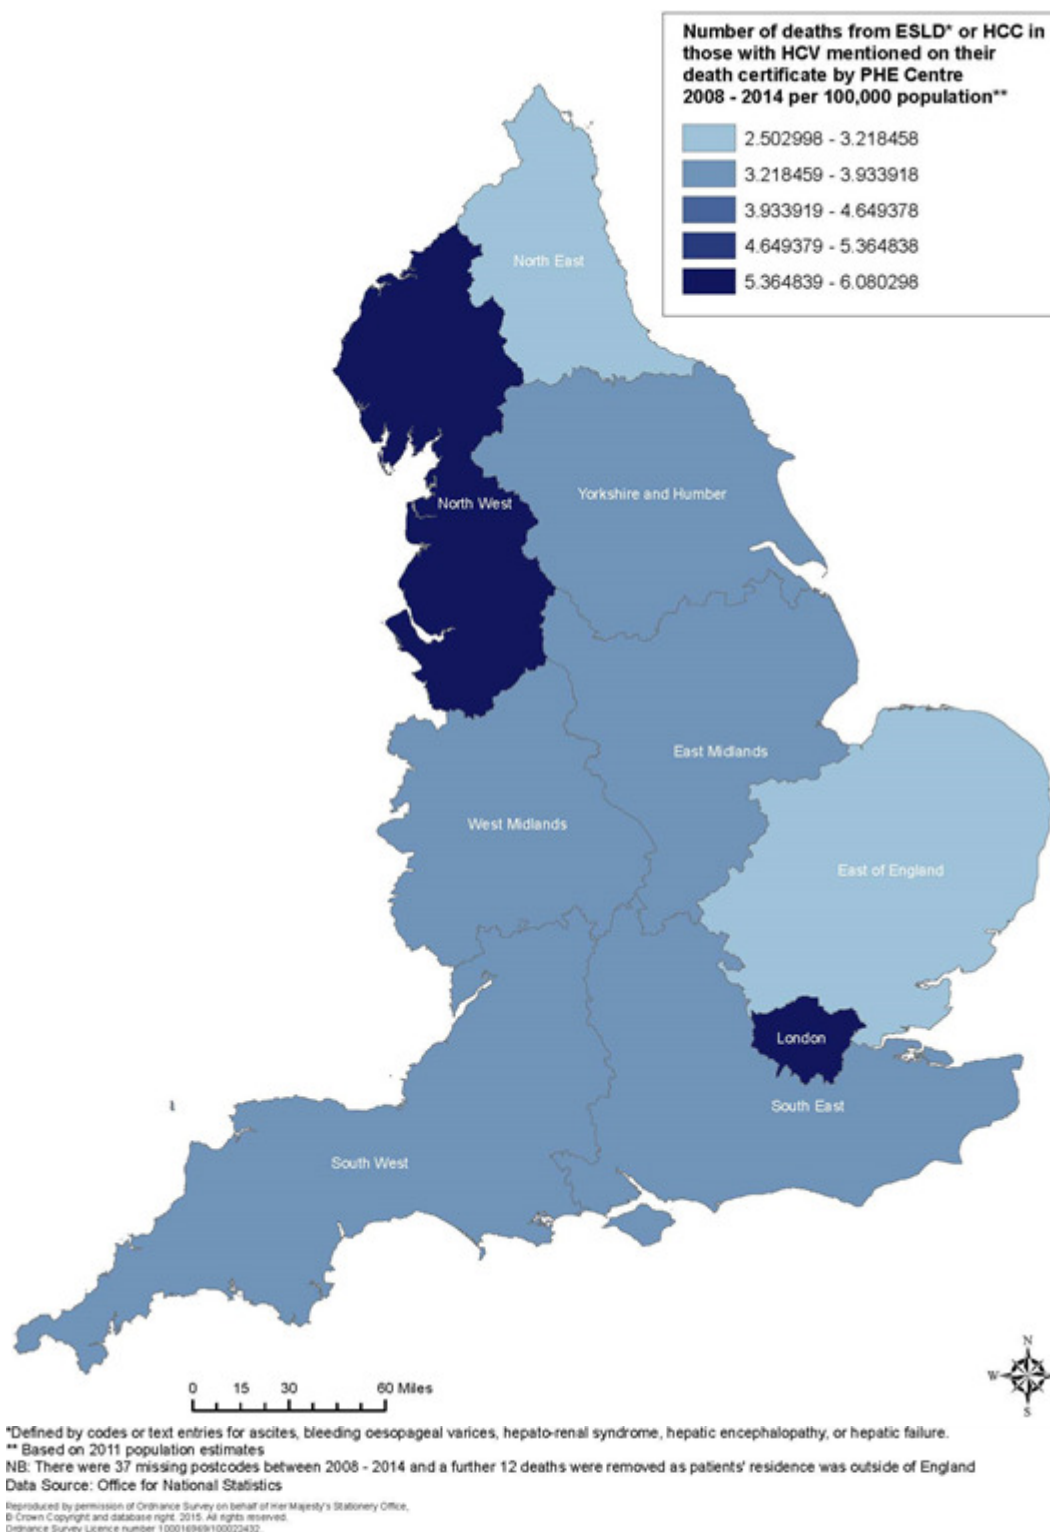 Number of deaths from ESLD* or HCC in
those with HCV mentioned on their
death certificate by PHE Centre
2008 - 2014 per 100,000 population**
2.502998 - 3.218458
3.218459 - 3.933918
3.933919 - 4.649378
4.649379 - 5.364838
5.364839 - 6.080298
North East
Yorkshire and Humber
North West
East Midlands
West Midlands
East of England
London
South East
South West
N
W
S
0 15 30 60 Miles
*Defined by codes or text entries for ascites, bleeding oesopageal varices, hepato-renal syndrome, hepatic encephalopathy, or hepatic failure.
** Based on 2011 population estimates
NB: There were 37 missing postcodes between 2008 - 2014 and a further 12 deaths were removed as patients' residence was outside of England
Data Source: Office for National Statistics
Reproduced by permission of Ordnance Survey on behalf of Her Majesty's Stationery Office,
© Crown Copyright and database right. 2015. All rights reserved.
Ordnance Survey Licence number 100016969/100023432.